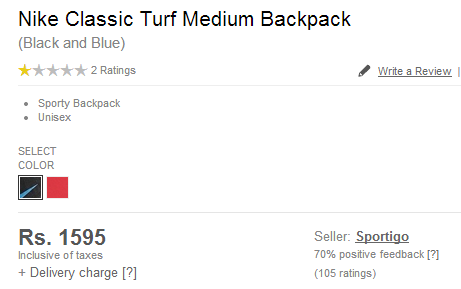 Nike Classic Turf Medium Backpack
(Black and Blue)
2 Ratings
Write a Review |
• Sporty Backpack
• Unisex
SELECT
COLOR
Rs. 1595
Inclusive of taxes
+ Delivery charge [?]
Seller: Sportigo
70% positive feedback [?]
(105 ratings)